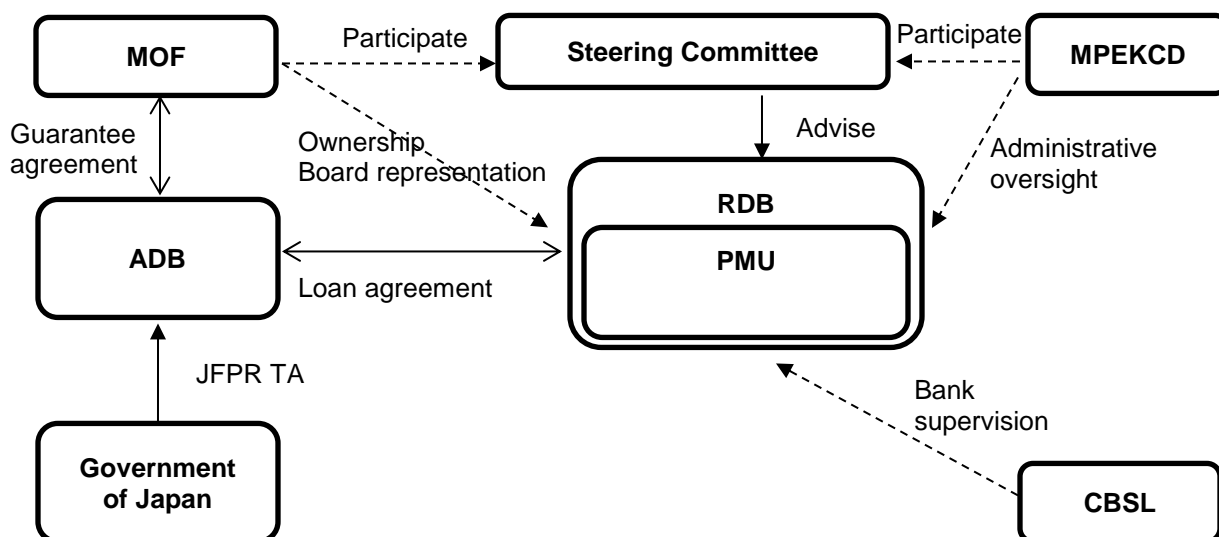 MOF
Participate
Steering Committee
Participate
MPEKCD
Guarantee
agreement
Ownership
Board representation
Advise
Administrative
oversight
RDB
ADB
PMU
Loan agreement
JFPR TA
Bank
supervision
Government
of Japan
CBSL